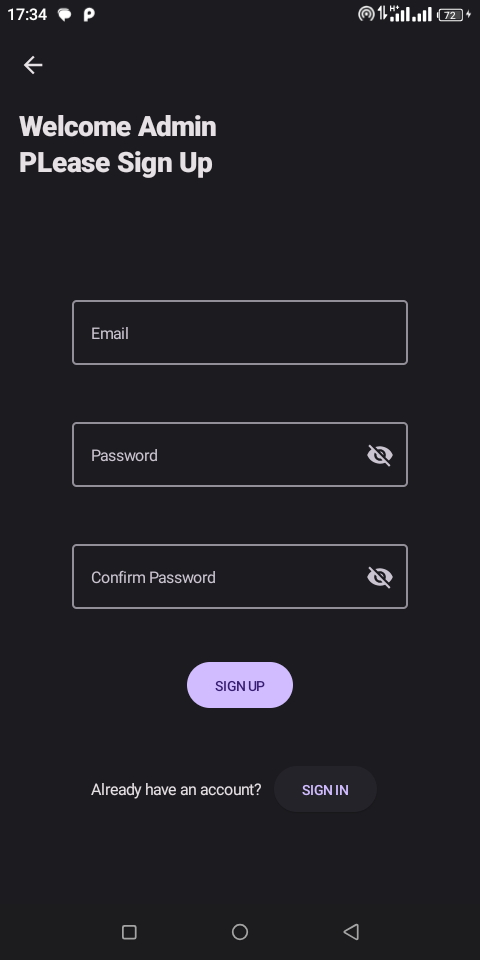 17:34
H+
72
Welcome Admin
PLease Sign Up
Email
Password
Confirm Password
SIGN UP
Already have an account? SIGN IN